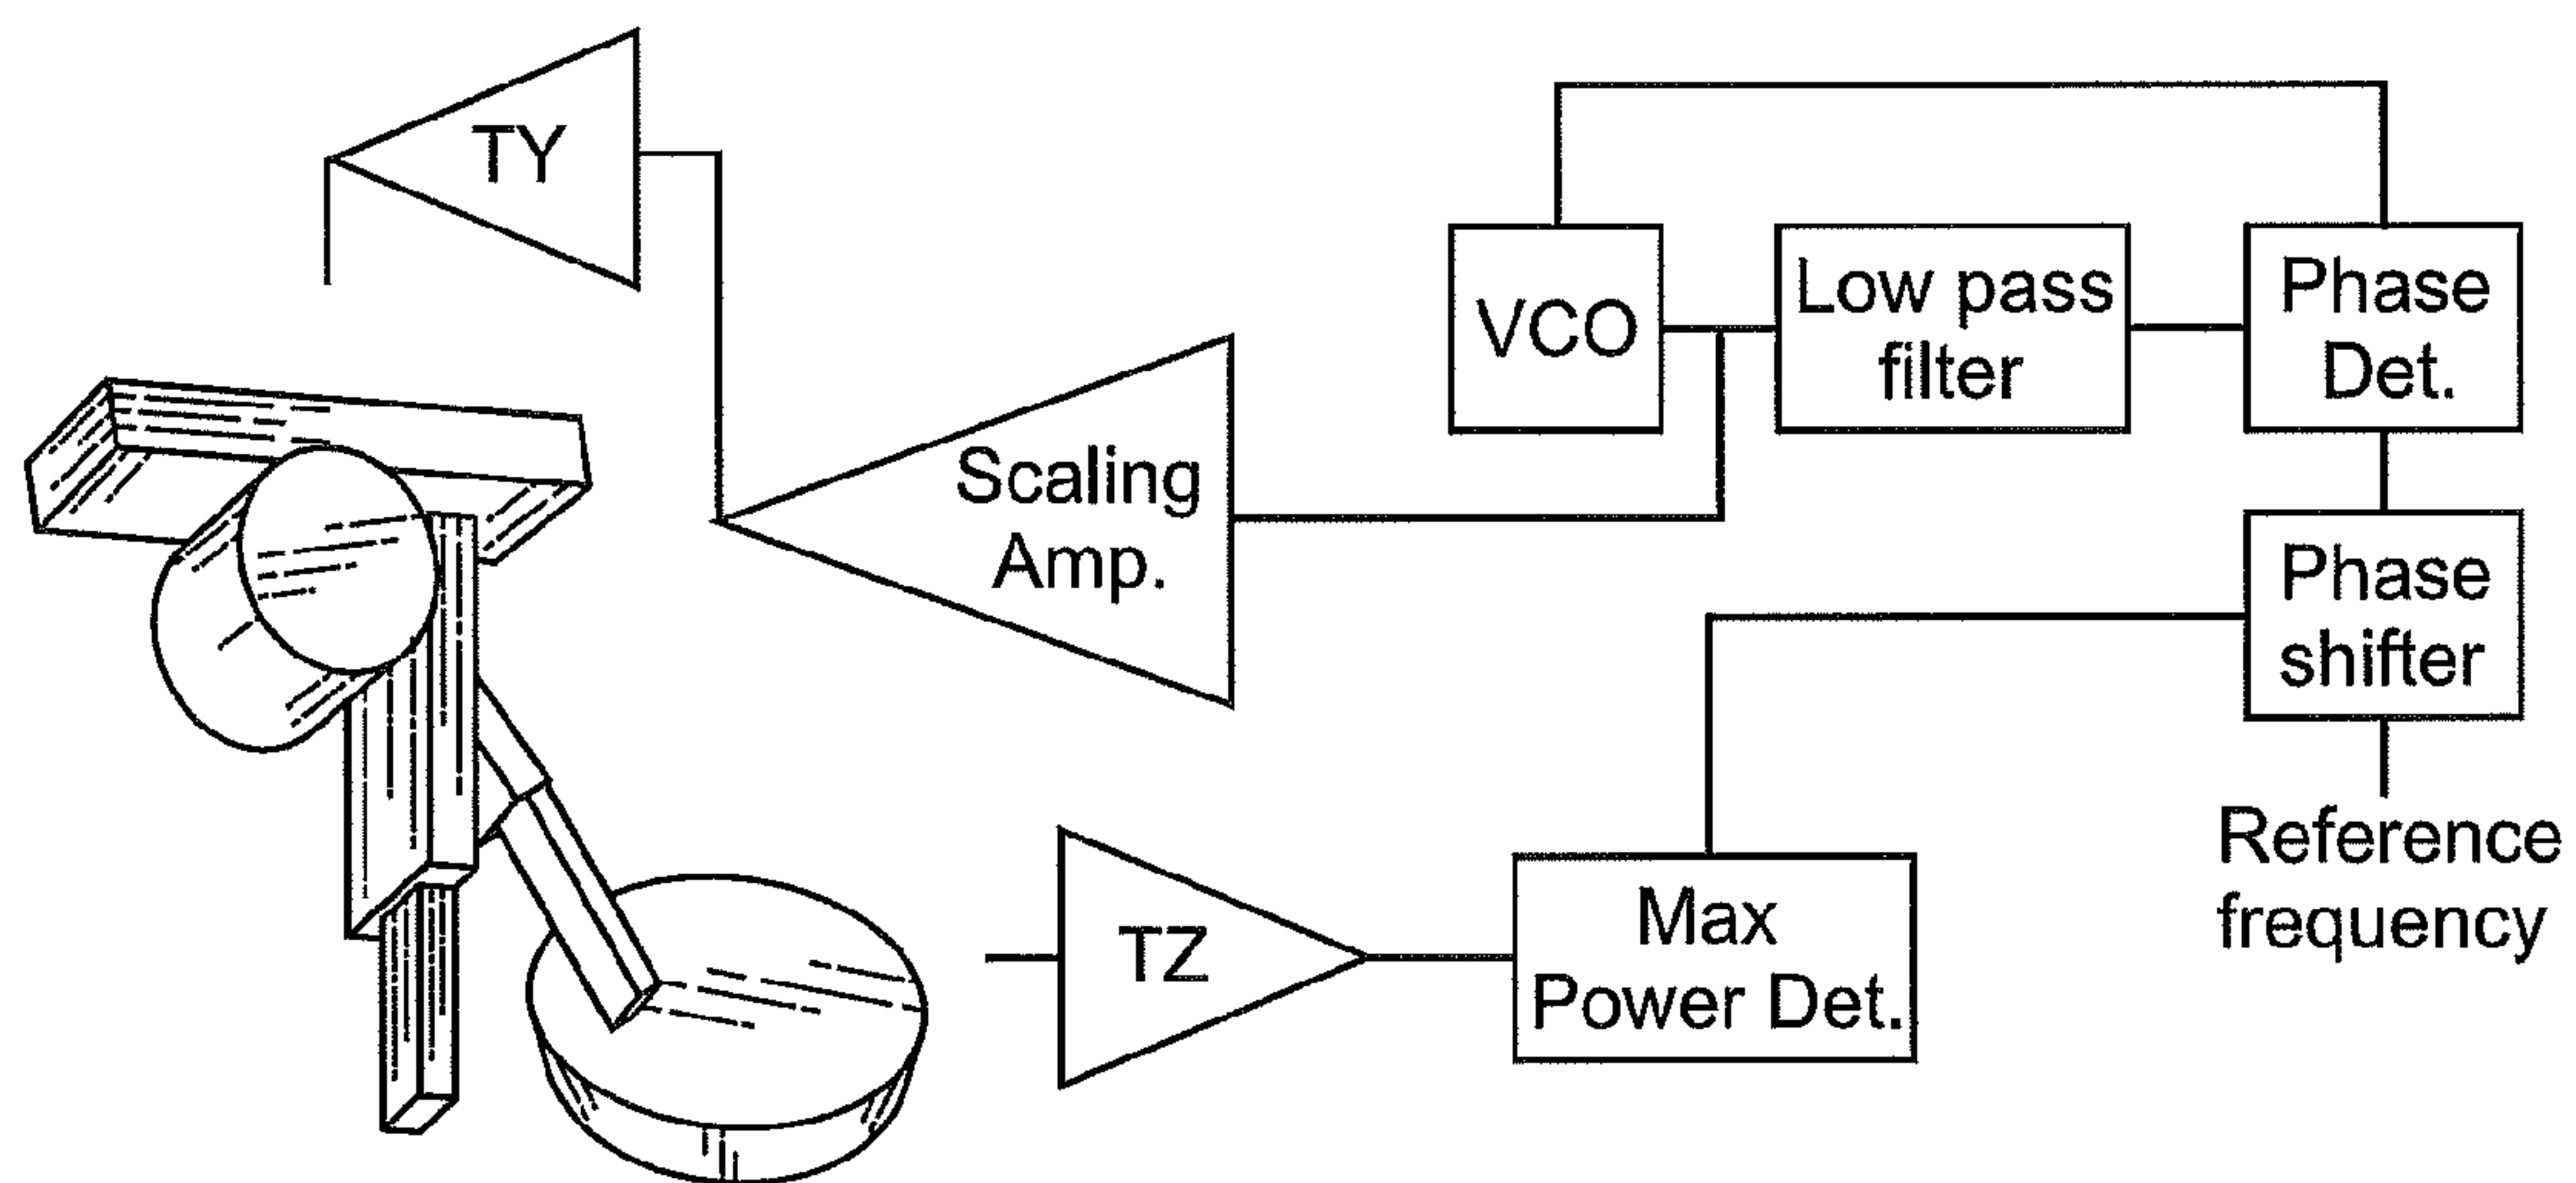 TY
VCO
Low pass
filter
Phase
Det.
Scaling
Amp.
Phase
shifter
Reference
frequency
TZ
Max
Power Det.